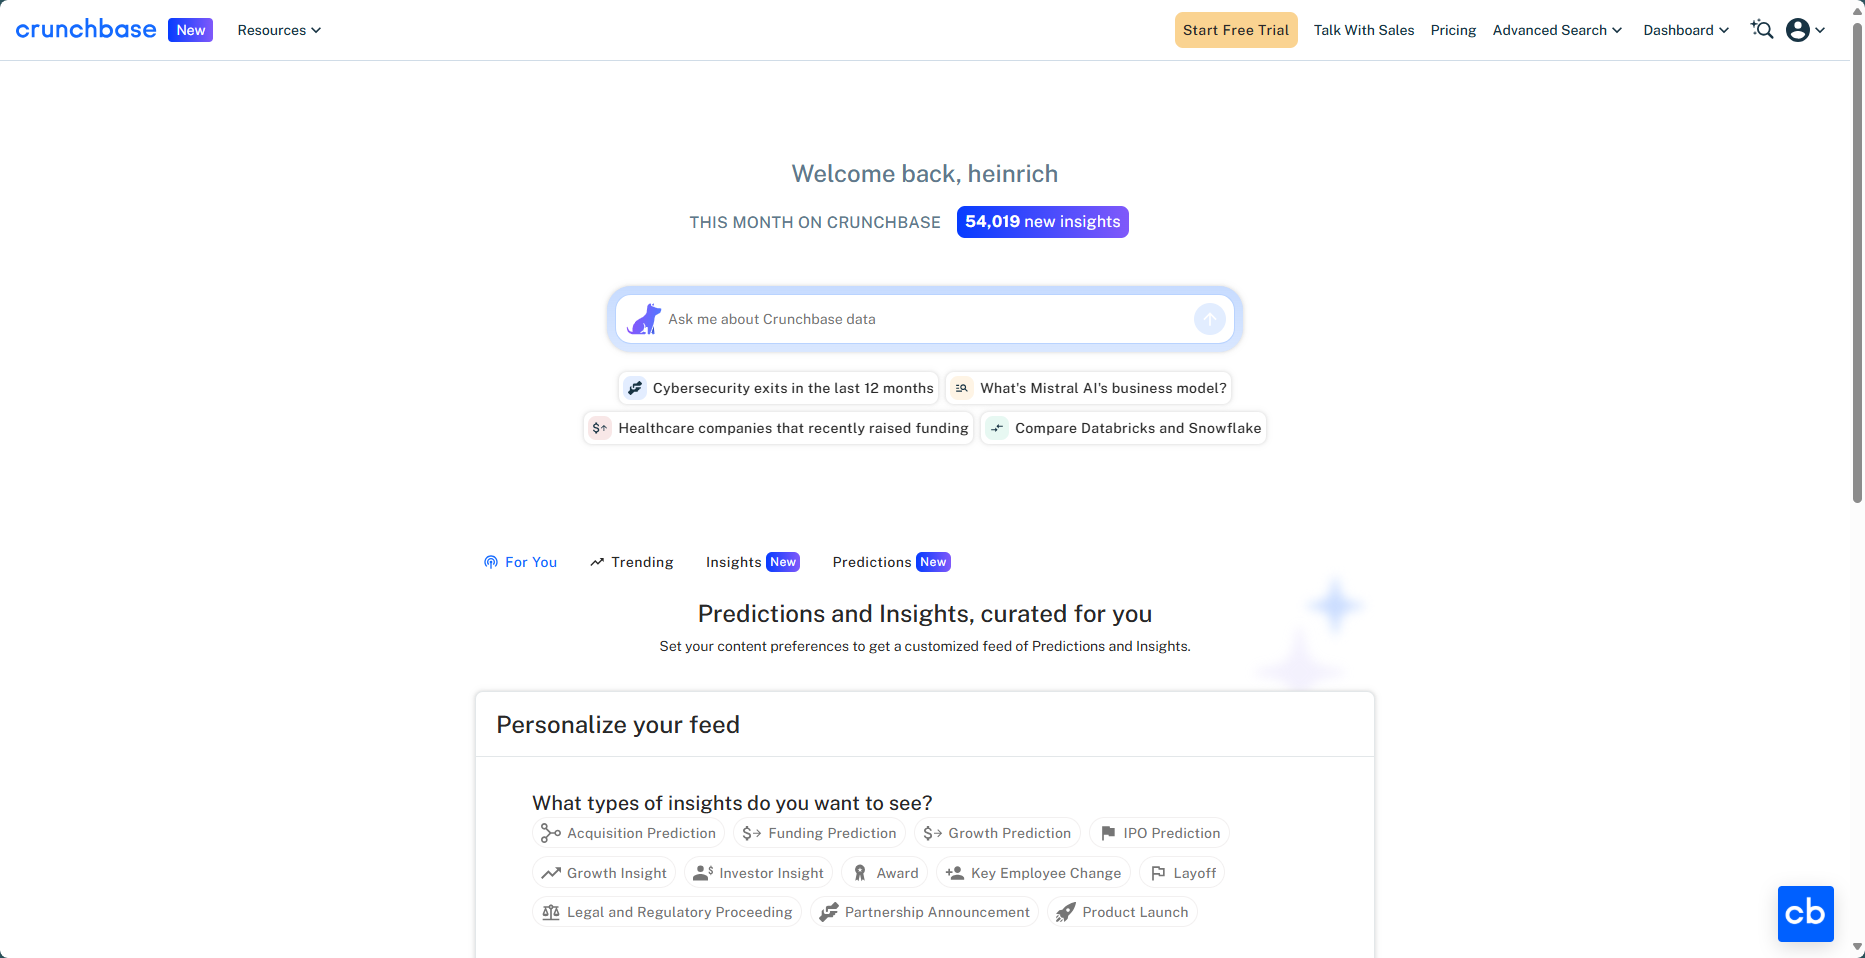 crunchbase New Resources Start Free Trial Talk With Sales Pricing Advanced Search Dashboard
Welcome back, heinrich
THIS MONTH ON CRUNCHBASE 54,019 new insights
Ask me about Crunchbase data
Cybersecurity exits in the last 12 months What's Mistral AI's business model?
Healthcare companies that recently raised funding Compare Databricks and Snowflake
For You Trending Insights New Predictions New
Predictions and Insights, curated for you
Set your content preferences to get a customized feed of Predictions and Insights.
Personalize your feed
What types of insights do you want to see?
Acquisition Prediction Funding Prediction Growth Prediction IPO Prediction
Growth Insight Investor Insight Award Key Employee Change Layoff
Legal and Regulatory Proceeding Partnership Announcement Product Launch
cb